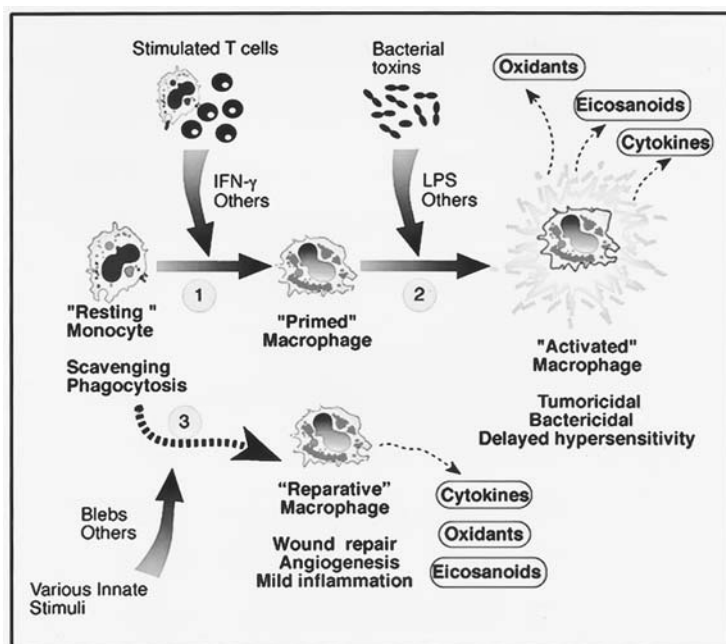 Stimulated T cells
Bacterial
toxins
Oxidants
Eicosanoids
Cytokines
IFN-γ
Others
LPS
Others
1
2
"Resting "
Monocyte
"Primed"
Macrophage
"Activated"
Macrophage
Scavenging
Phagocytosis
Tumoricidal
Bactericidal
Delayed hypersensitivity
3
"Reparative"
Macrophage
Cytokines
Oxidants
Eicosanoids
Blebs
Others
Wound repair
Angiogenesis
Mild inflammation
Various Innate
Stimuli